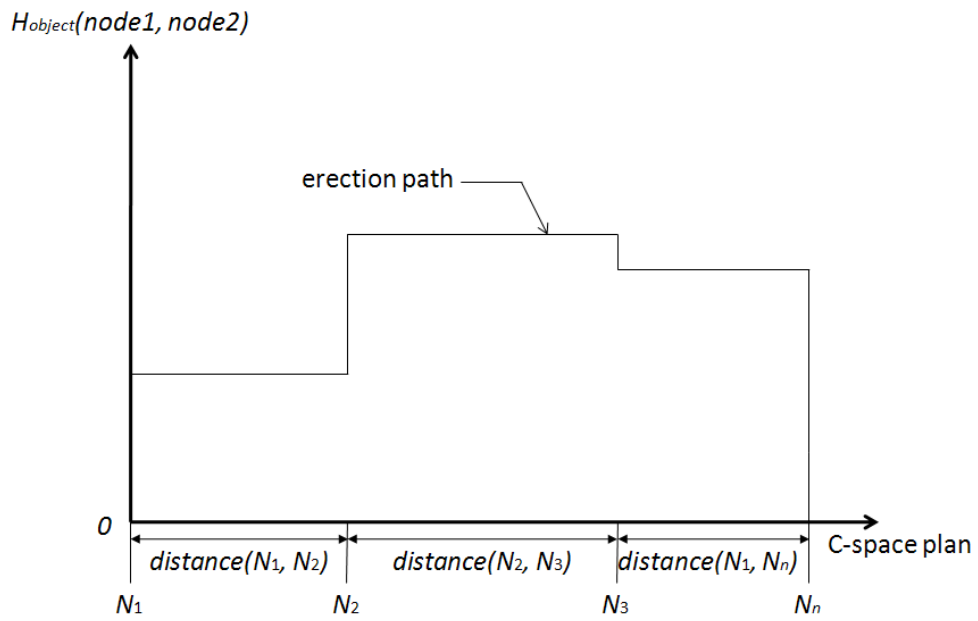 Hobject(node1, node2)
erection path
0
C-space plan
distance(N1, N2)
distance(N2, N3)
distance(N1, Nn)
N1
N2
N3
Nn